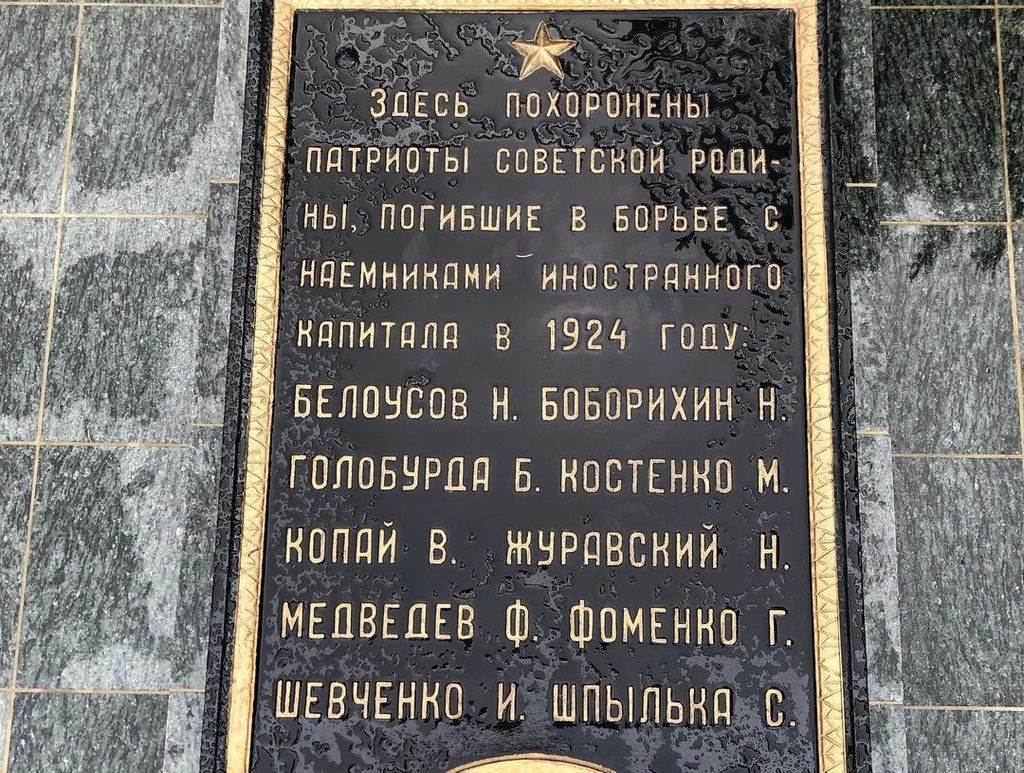 ЗДЕСЬ ПОХОРОНЕНЫ
ПАТРИОТЫ СОВЕТСКОЙ РОДИ-
НЫ, ПОГИБШИЕ В БОРЬБЕ С
НАЕМНИКАМИ ИНОСТРАННОГО
КАПИТАЛА В 1924 ГОДУ:
БЕЛОУСОВ Н. БОБОРИХИН Н.
ГОЛОБУРДА Б. КОСТЕНКО М.
КОПАЙ В. ЖУРАВСКИЙ Н.
МЕДВЕДЕВ Ф. ФОМЕНКО Г.
ШЕВЧЕНКО И. ШПЫЛЬКА С.